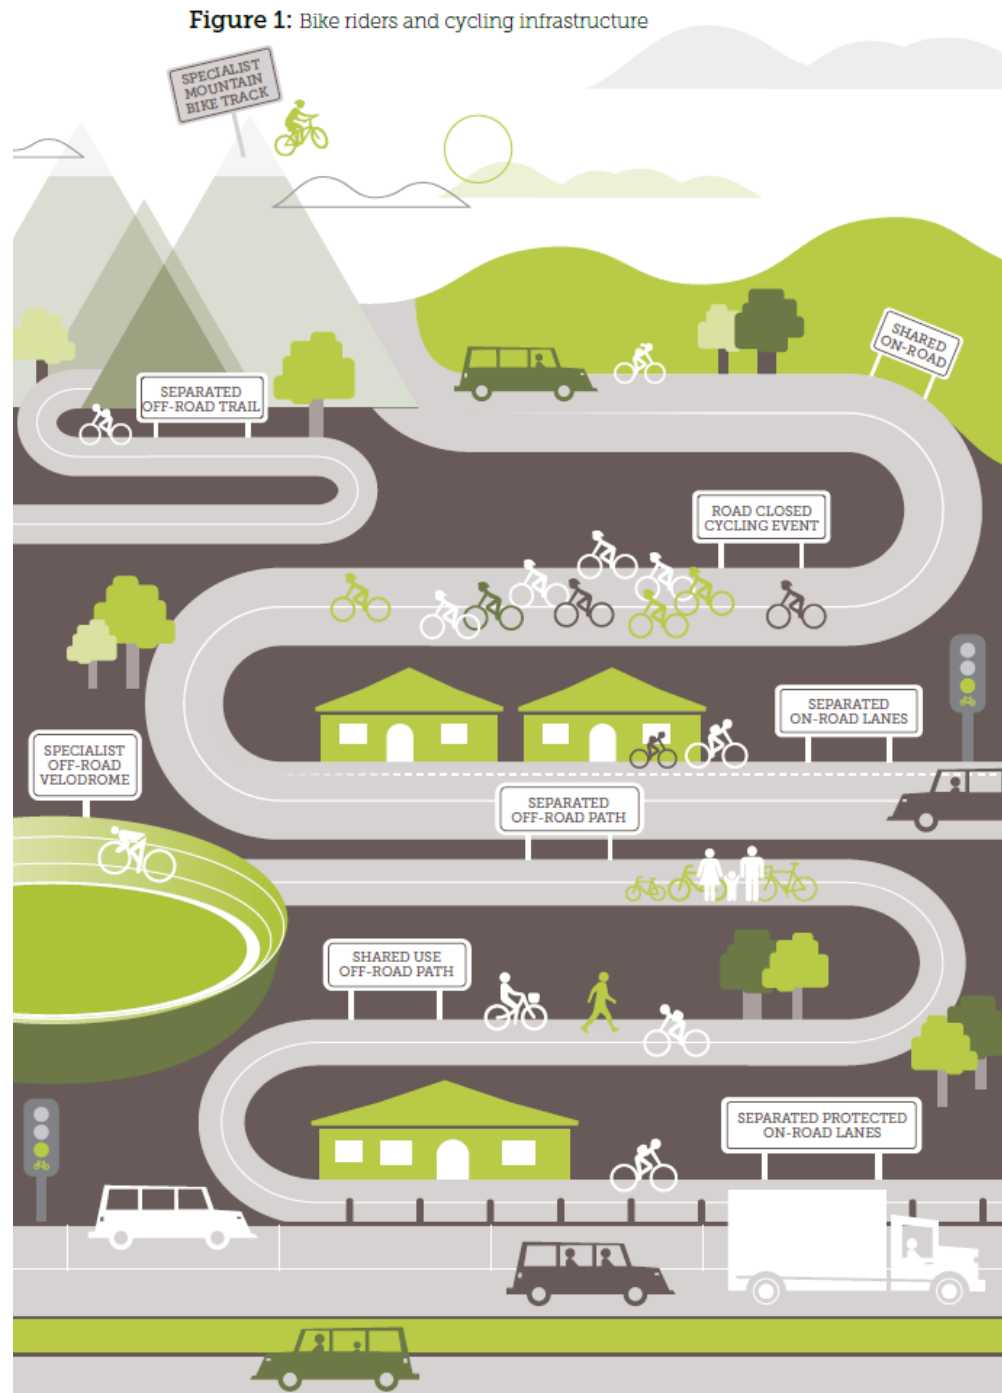 Figure 1: Bike riders and cycling infrastructure
SPECIALIST
MOUNTAIN
BIKE TRACK
SHARED
ON-ROAD
SEPARATED
OFF-ROAD TRAIL
ROAD CLOSED
CYCLING EVENT
SEPARATED
ON-ROAD LANES
SPECIALIST
OFF-ROAD
VELODROME
SEPARATED
OFF-ROAD PATH
SHARED USE
OFF-ROAD PATH
SEPARATED PROTECTED
ON-ROAD LANES